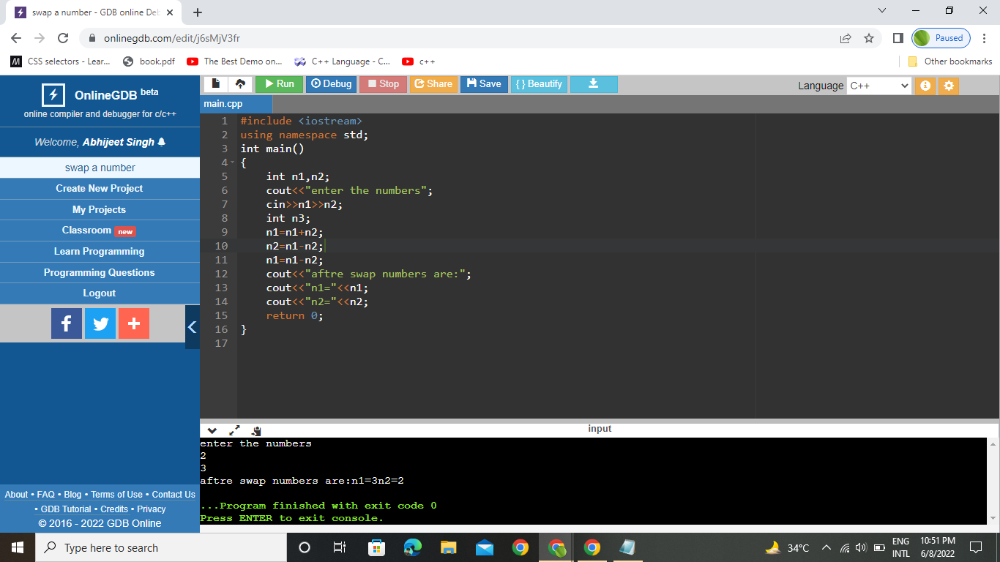 swap a number - GDB online Deb
onlinegdb.com/edit/j6sMjV3fr
Paused
CSS selectors - Lear...
book.pdf
The Best Demo on...
C++ Language - C...
c++
Other bookmarks
OnlineGDB beta
online compiler and debugger for c/c++
Welcome, Abhijeet Singh
swap a number
Create New Project
My Projects
Classroom new
Learn Programming
Programming Questions
Logout
About • FAQ • Blog • Terms of Use • Contact Us
• GDB Tutorial • Credits • Privacy
© 2016 - 2022 GDB Online
Run
Debug
Stop
Share
Save
{ } Beautify
Language C++
main.cpp
1 #include <iostream>
2 using namespace std;
3 int main()
4 {
5 int n1,n2;
6 cout<<"enter the numbers";
7 cin>>n1>>n2;
8 int n3;
9 n1=n1+n2;
10 n2=n1-n2;
11 n1=n1-n2;
12 cout<<"aftre swap numbers are:";
13 cout<<"n1="<<n1;
14 cout<<"n2="<<n2;
15 return 0;
16 }
17
input
enter the numbers
2
3
aftre swap numbers are:n1=3n2=2
...Program finished with exit code 0
Press ENTER to exit console.
Type here to search
34°C
ENG
INTL
10:51 PM
6/8/2022